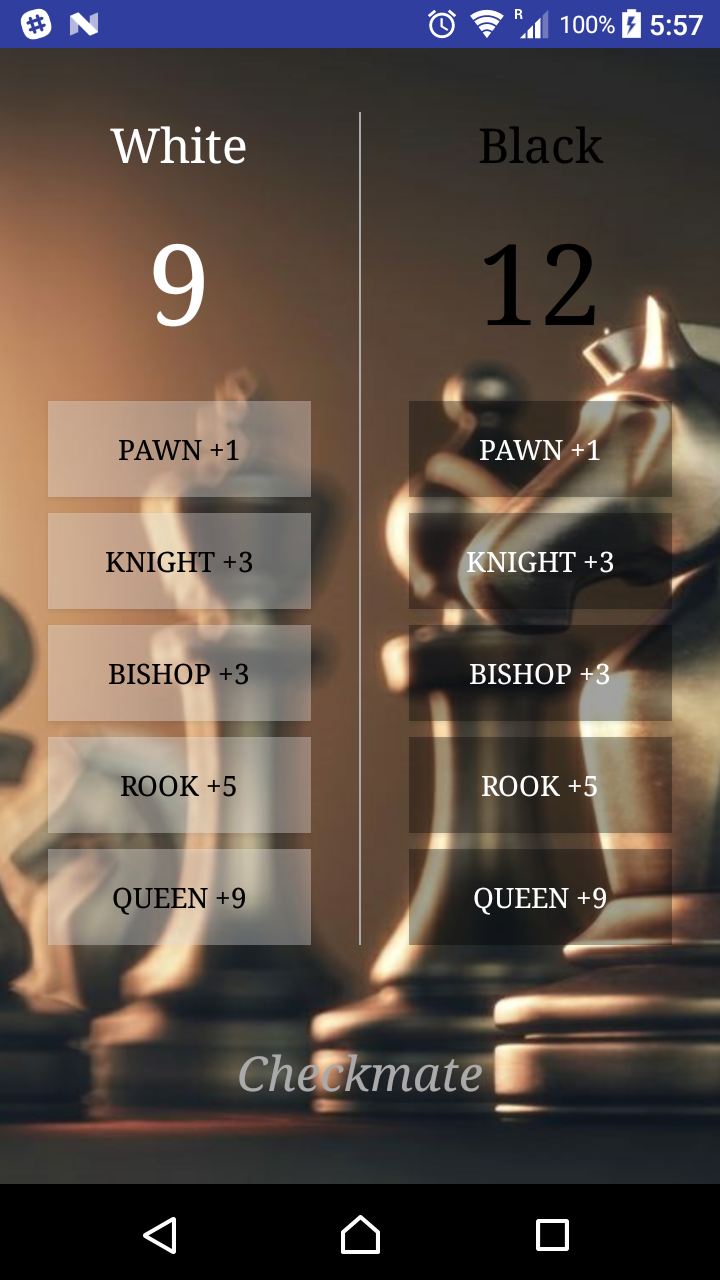 R 100% 5:57
White
9
PAWN +1
KNIGHT +3
BISHOP +3
ROOK +5
QUEEN +9
Black
12
PAWN +1
KNIGHT +3
BISHOP +3
ROOK +5
QUEEN +9
Checkmate